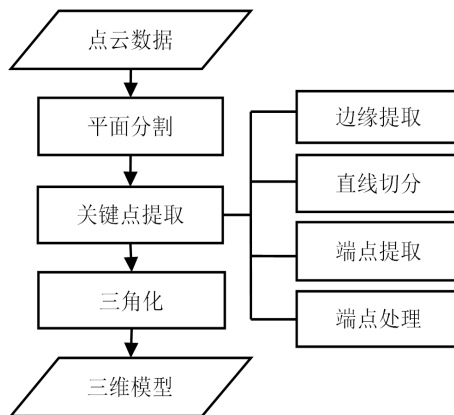 点云数据
平面分割
关键点提取
三角化
三维模型
边缘提取
直线切分
端点提取
端点处理